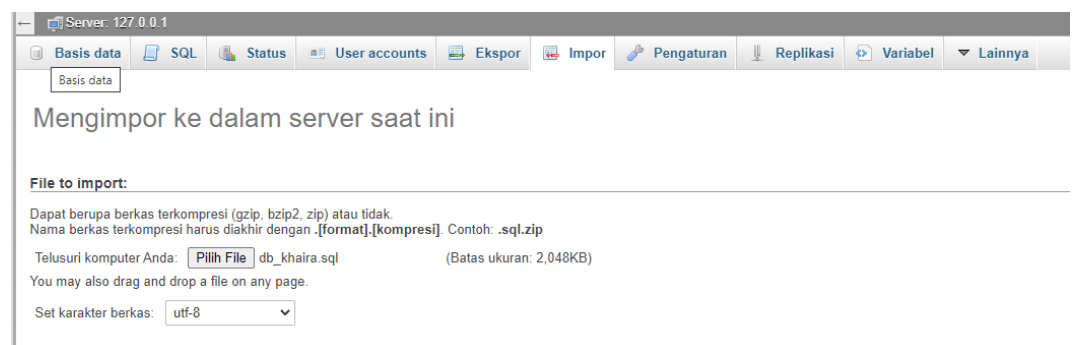 Server: 127.0.0.1
Basis data SQL Status User accounts Ekspor Impor Pengaturan Replikasi Variabel Lainnya
Basis data
Mengimpor ke dalam server saat ini
File to import:
Dapat berupa berkas terkompresi (gzip, bzip2, zip) atau tidak.
Nama berkas terkompresi harus diakhir dengan .[format].[kompresi]. Contoh: .sql.zip
Telusuri komputer Anda: Pilih File db_khaira.sql (Batas ukuran: 2,048KB)
You may also drag and drop a file on any page.
Set karakter berkas: utf-8